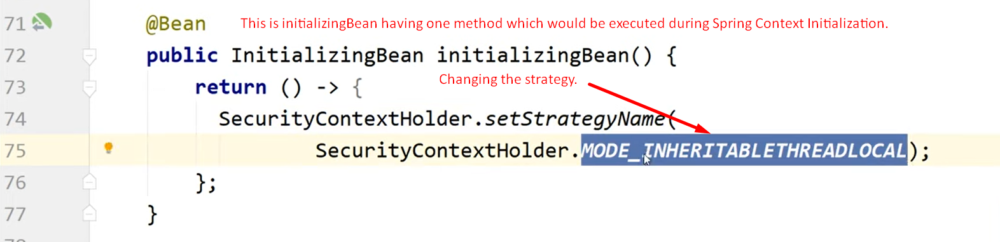 71 @Bean This is initializingBean having one method which would be executed during Spring Context Initialization.
72 public InitializingBean initializingBean() {
Changing the strategy.
73 return () -> {
74 SecurityContextHolder.setStrategyName(
75 SecurityContextHolder.MODE_INHERITABLETHREADLOCAL);
76 };
77 }